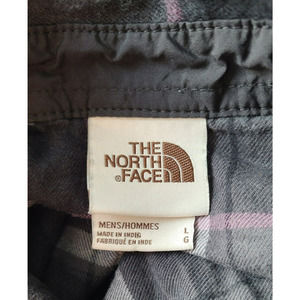 THE
NORTH
FACE
MENS/HOMMES
MADE IN INDIA
FABRIQUÉ EN INDE
L
G